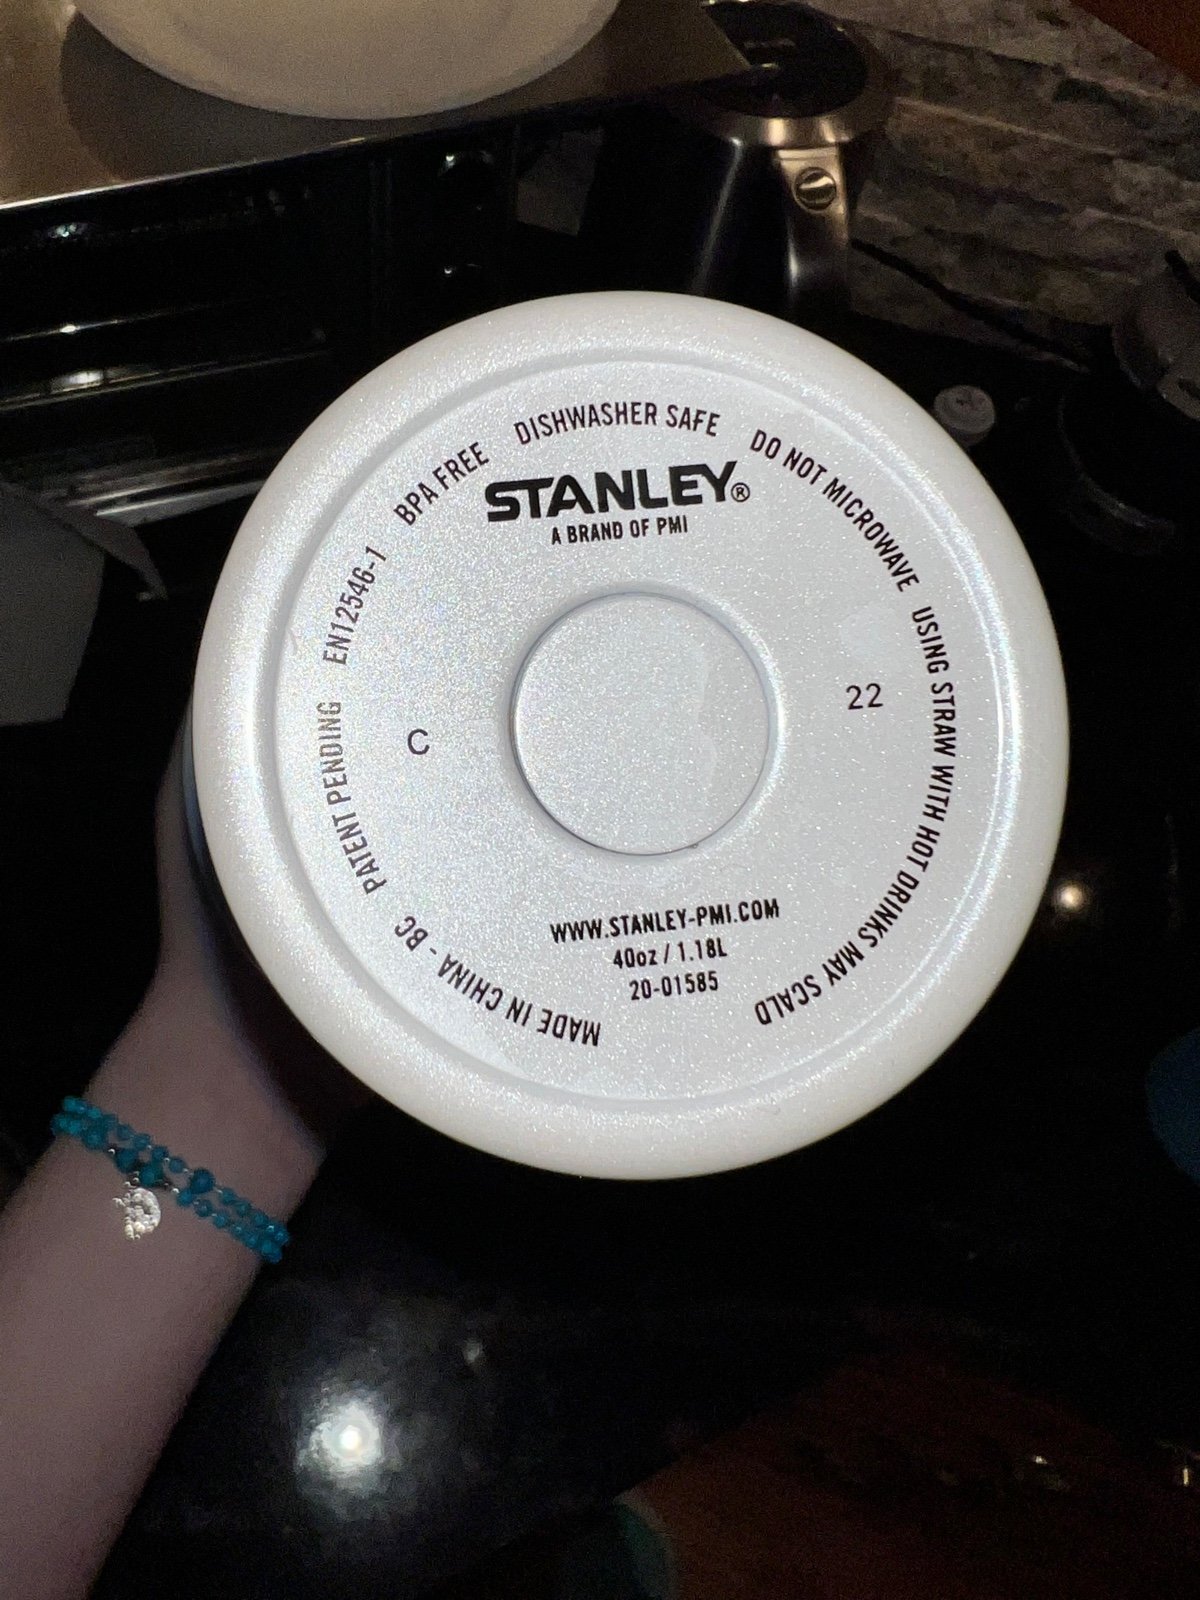 DISHWASHER SAFE
DO NOT MICROWAVE
USING STRAW WITH HOT DRINKS MAY SCALD
MADE IN CHINA - BC
PATENT PENDING
EN12546-1
BPA FREE
STANLEY®
A BRAND OF PMI
C
22
WWW.STANLEY-PMI.COM
40oz / 1.18L
20-01585